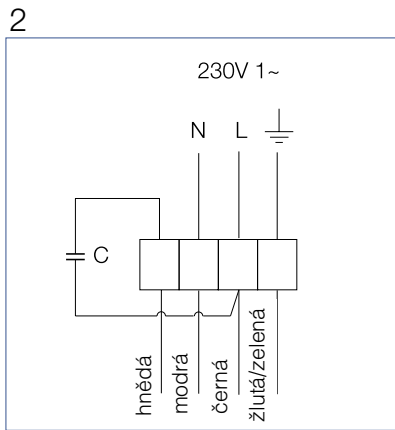 2
230V 1~
N L
C
hnědá
modrá
černá
žlutá/zelená